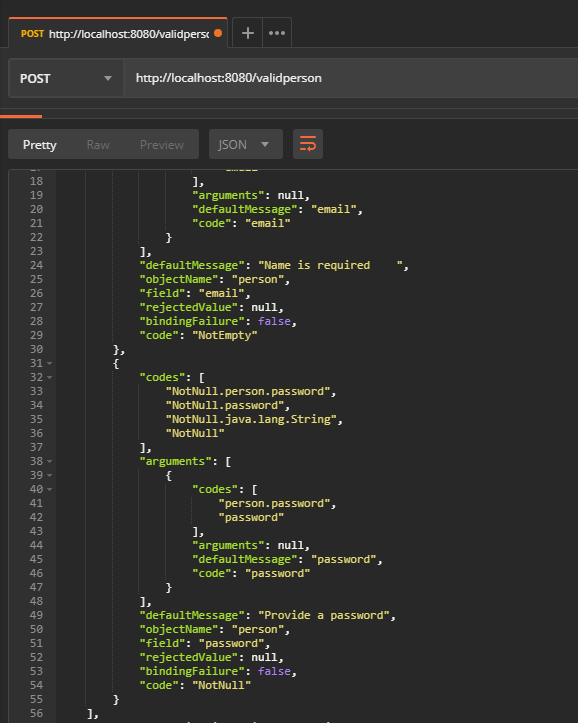 POST http://localhost:8080/validpersc
POST http://localhost:8080/validperson
Pretty Raw Preview JSON
18 ],
19 "arguments": null,
20 "defaultMessage": "email",
21 "code": "email"
22 }
23 ],
24 "defaultMessage": "Name is required    ",
25 "objectName": "person",
26 "field": "email",
27 "rejectedValue": null,
28 "bindingFailure": false,
29 "code": "NotEmpty"
30 },
31 {
32 "codes": [
33 "NotNull.person.password",
34 "NotNull.password",
35 "NotNull.java.lang.String",
36 "NotNull"
37 ],
38 "arguments": [
39 {
40 "codes": [
41 "person.password",
42 "password"
43 ],
44 "arguments": null,
45 "defaultMessage": "password",
46 "code": "password"
47 }
48 ],
49 "defaultMessage": "Provide a password",
50 "objectName": "person",
51 "field": "password",
52 "rejectedValue": null,
53 "bindingFailure": false,
54 "code": "NotNull"
55 }
56 ],